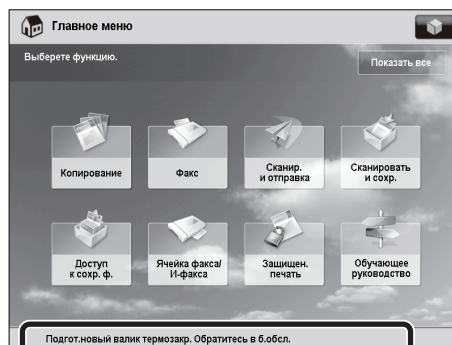 Главное меню
Выберете функцию.
Показать все
Копирование
Факс
Сканир.
и отправка
Сканировать
и сохр.
Доступ
к сохр. ф.
Ячейка факса/
И-факса
Защищен.
печать
Обучающее
руководство
Подгот.новый валик термозакр. Обратитесь в б.обсл.